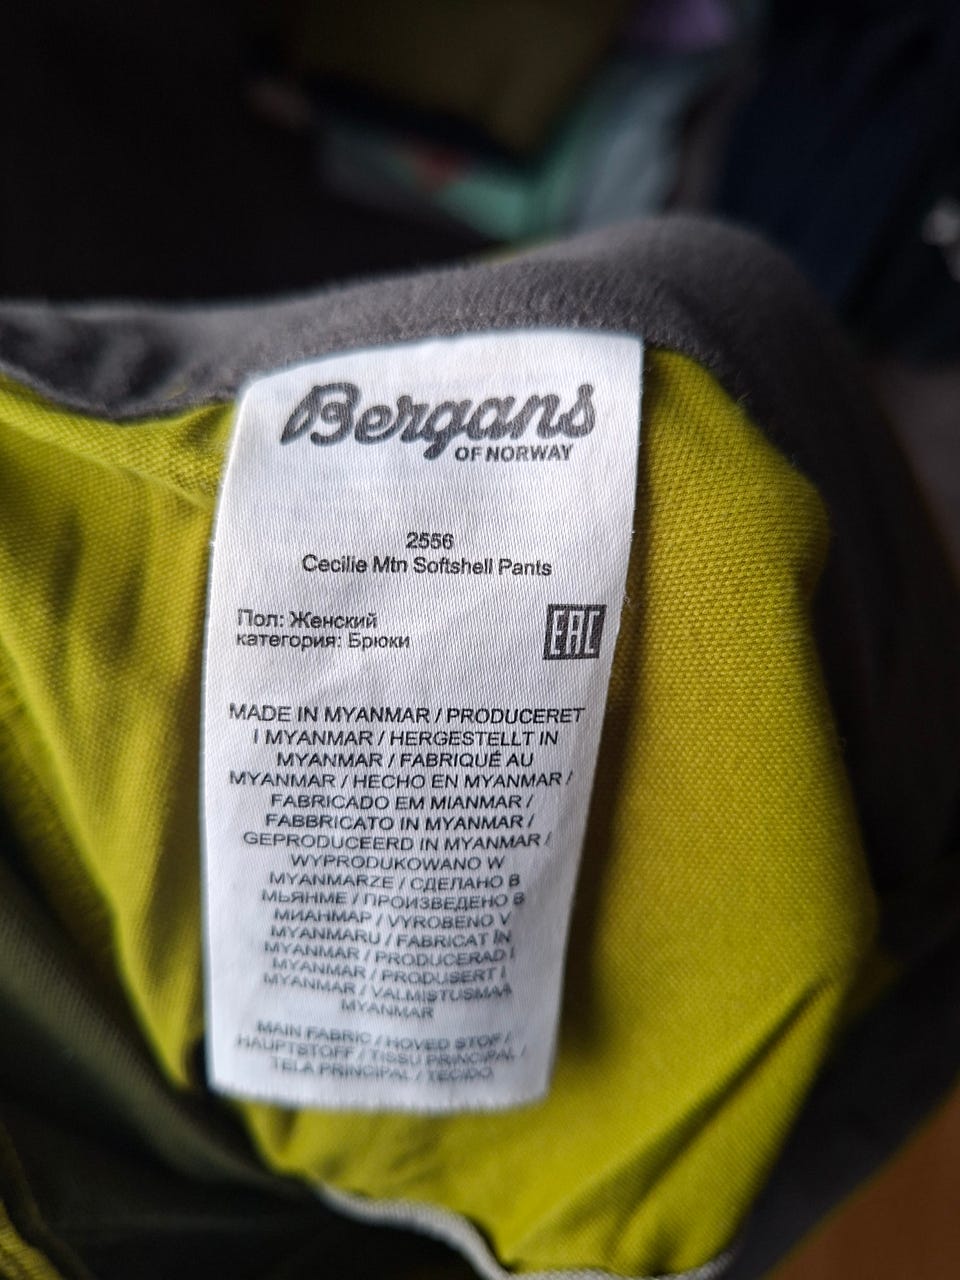 Bergans
OF NORWAY
2556
Cecilie Mtn Softshell Pants
Пол: Женский
категория: Брюки
EAC
MADE IN MYANMAR / PRODUCERET
I MYANMAR / HERGESTELLT IN
MYANMAR / FABRIQUÉ AU
MYANMAR / HECHO EN MYANMAR /
FABRICADO EM MIANMAR /
FABBRICATO IN MYANMAR /
GEPRODUCEERD IN MYANMAR /
WYPRODUKOWANO W
MYANMARZE / СДЕЛАНО В
МЬЯНМЕ / ПРОИЗВЕДЕНО В
МИАНМАР / VYROBENO V
MYANMARU / FABRICAT ÎN
MYANMAR / PRODUCERAD I
MYANMAR / PRODUSERT I
MYANMAR / VALMISTUSMAA
MYANMAR
MAIN FABRIC / HOVED STOF /
HAUPTSTOFF / TISSU PRINCIPAL /
TELA PRINCIPAL / TECIDO